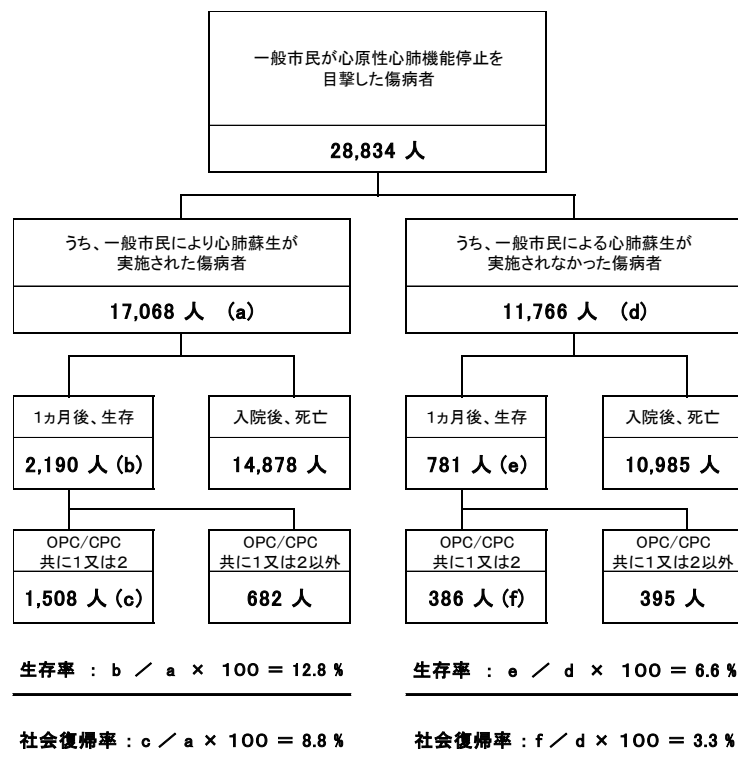 一般市民が心原性心肺機能停止を
目撃した傷病者
28,834 人
うち、一般市民により心肺蘇生が
実施された傷病者
17,068 人 (a)
うち、一般市民による心肺蘇生が
実施されなかった傷病者
11,766 人 (d)
1ヵ月後、生存
2,190 人 (b)
入院後、死亡
14,878 人
1ヵ月後、生存
781 人 (e)
入院後、死亡
10,985 人
OPC/CPC
共に1又は2
1,508 人 (c)
OPC/CPC
共に1又は2以外
682 人
OPC/CPC
共に1又は2
386 人 (f)
OPC/CPC
共に1又は2以外
395 人
生存率 : b / a × 100 = 12.8 %
生存率 : e / d × 100 = 6.6 %
社会復帰率 : c / a × 100 = 8.8 %
社会復帰率 : f / d × 100 = 3.3 %